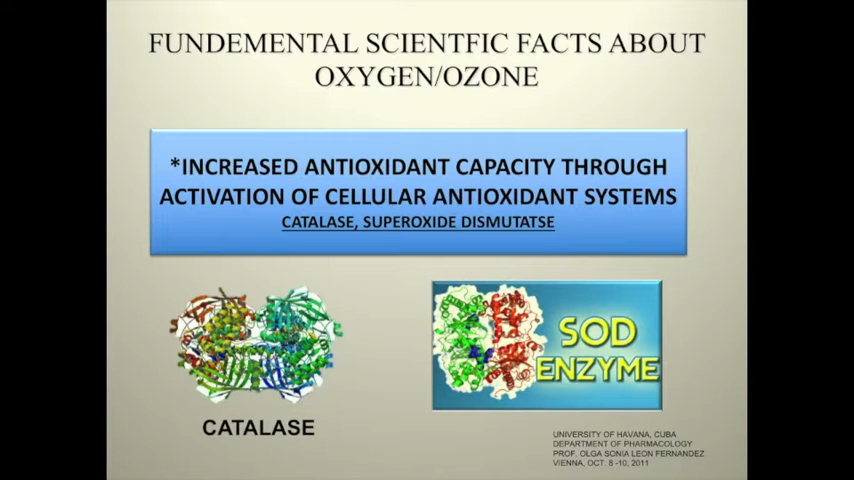 FUNDEMENTAL SCIENTFIC FACTS ABOUT
OXYGEN/OZONE
*INCREASED ANTIOXIDANT CAPACITY THROUGH
ACTIVATION OF CELLULAR ANTIOXIDANT SYSTEMS
CATALASE, SUPEROXIDE DISMUTATSE
SOD
ENZYME
CATALASE
UNIVERSITY OF HAVANA, CUBA
DEPARTMENT OF PHARMACOLOGY
PROF. OLGA SONIA LEON FERNANDEZ
VIENNA, OCT. 8 -10, 2011